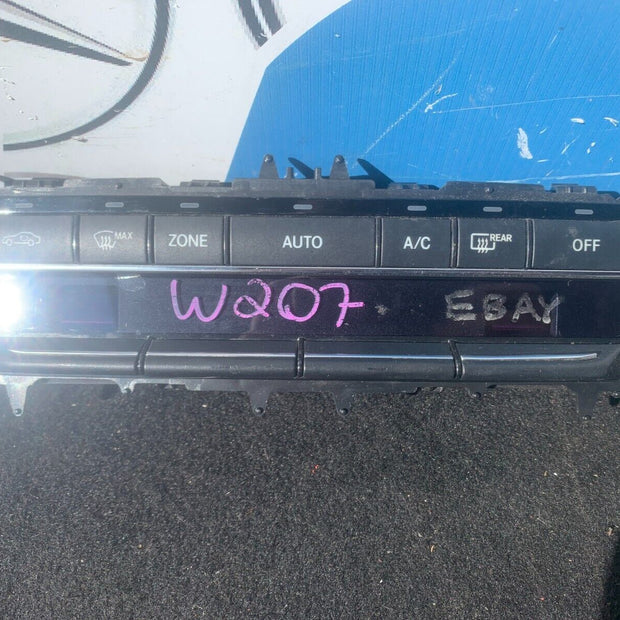 MAX ZONE AUTO A/C REAR OFF
W207 EBAY